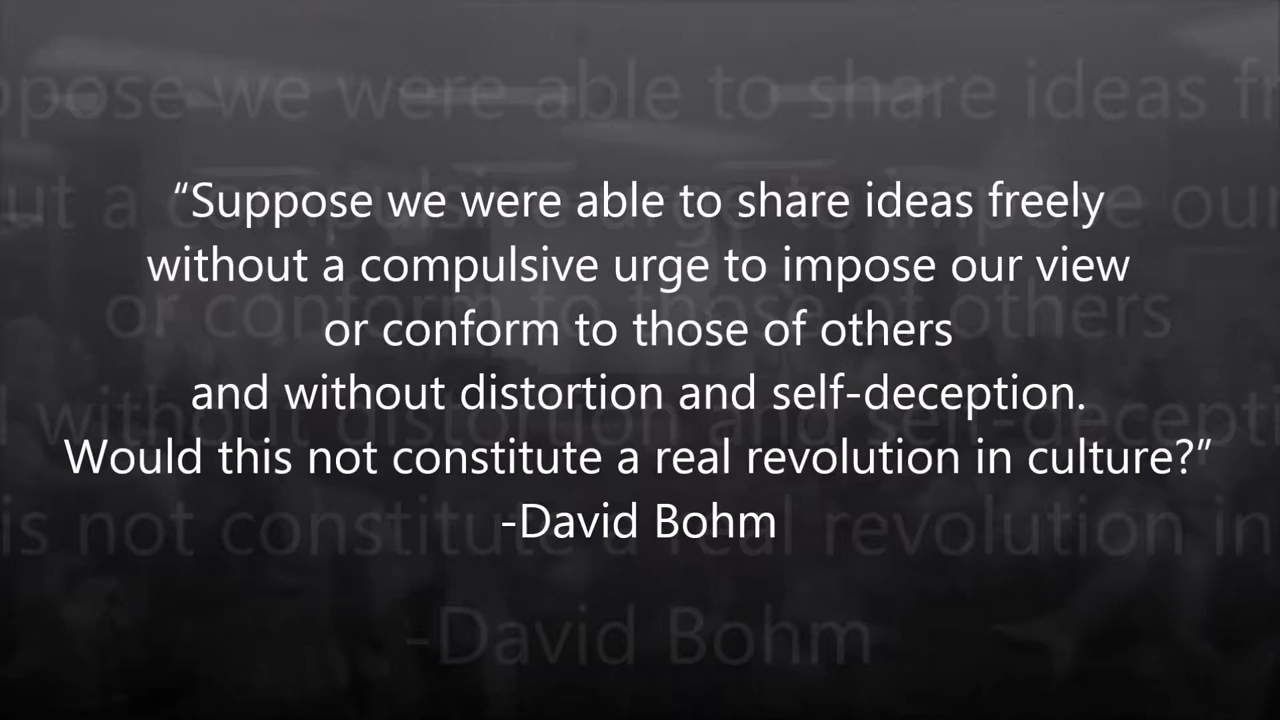 “Suppose we were able to share ideas freely
without a compulsive urge to impose our view
or conform to those of others
and without distortion and self-deception.
Would this not constitute a real revolution in culture?”
-David Bohm